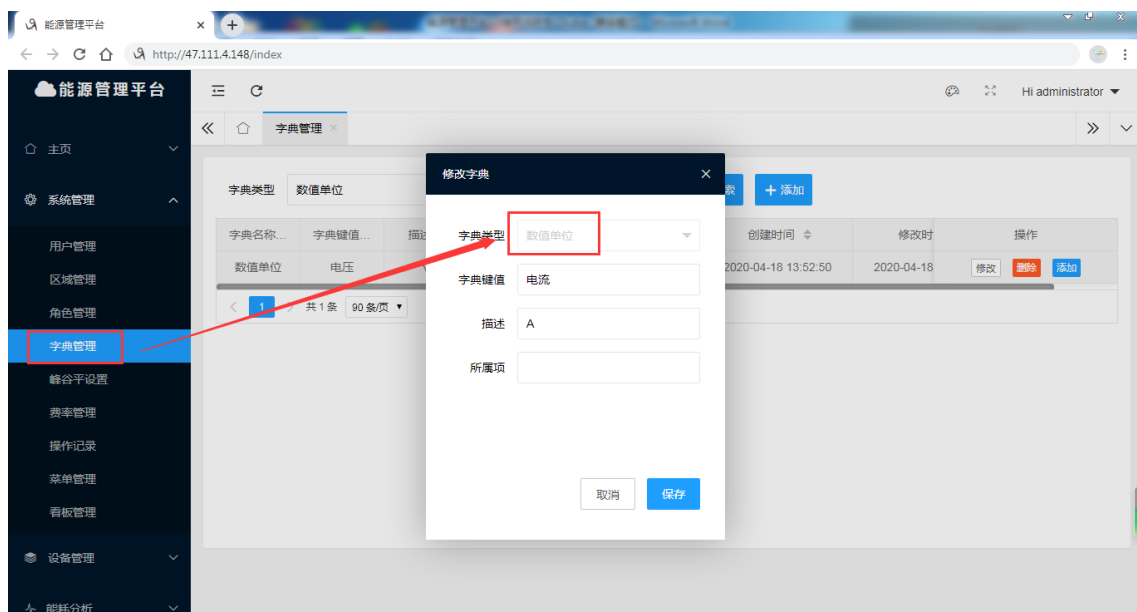 能源管理平台
http://47.111.4.148/index
能源管理平台
Hi administrator
字典管理
主页
系统管理
用户管理
区域管理
角色管理
字典管理
峰谷平设置
费率管理
操作记录
菜单管理
看板管理
设备管理
能耗分析
字典类型 数值单位 索 添加
字典名称... 字典键值... 描述 创建时间 修改时 操作
数值单位 电压 2020-04-18 13:52:50 2020-04-18 修改 删除 添加
1 共1条 90 条/页
修改字典
字典类型 数值单位
字典键值 电流
描述 A
所属项
取消 保存